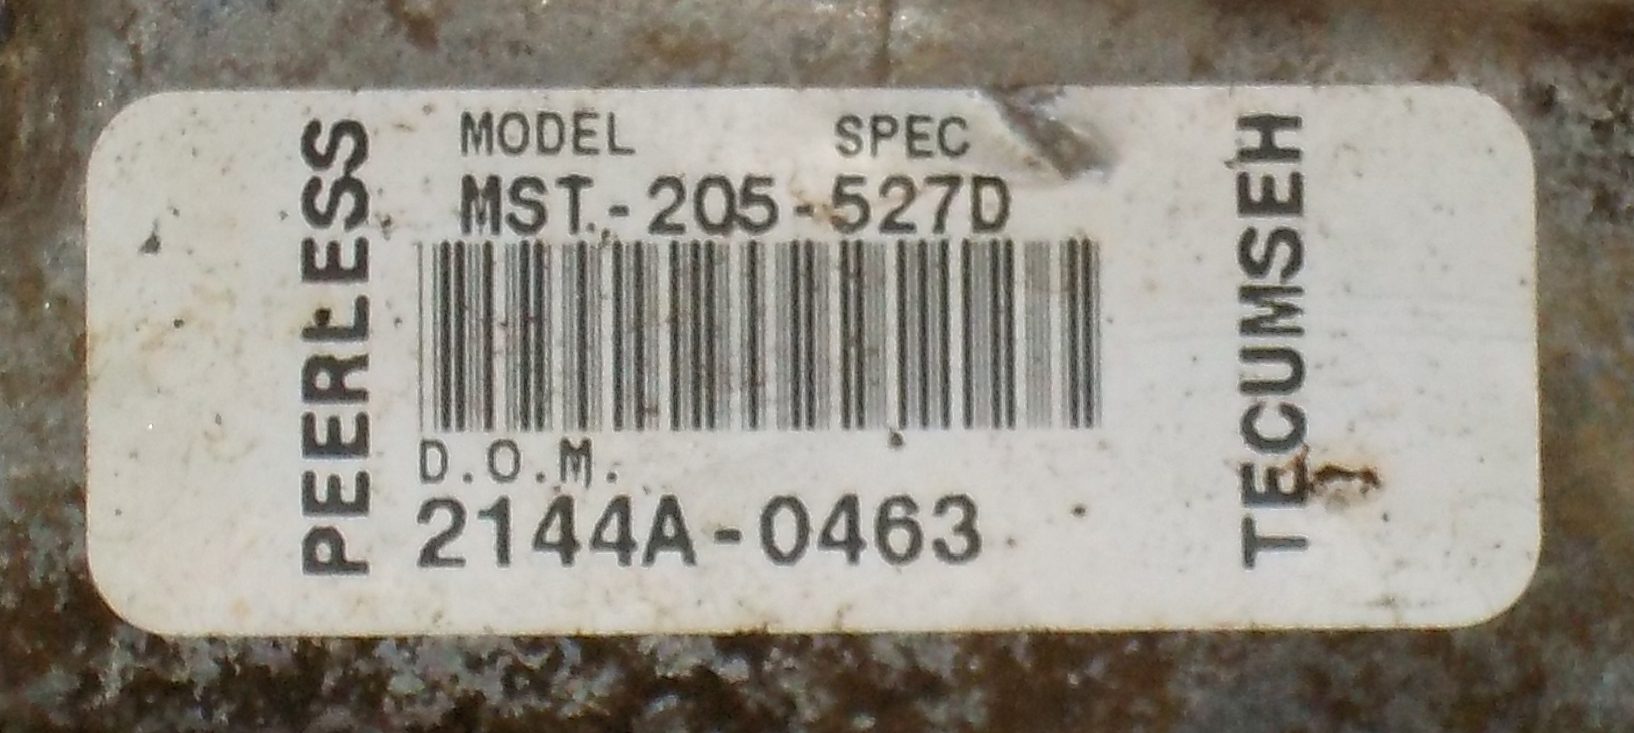 PEERLESS
MODEL SPEC
MST.-205-527D
D.O.M.
2144A-0463
TECUMSEH